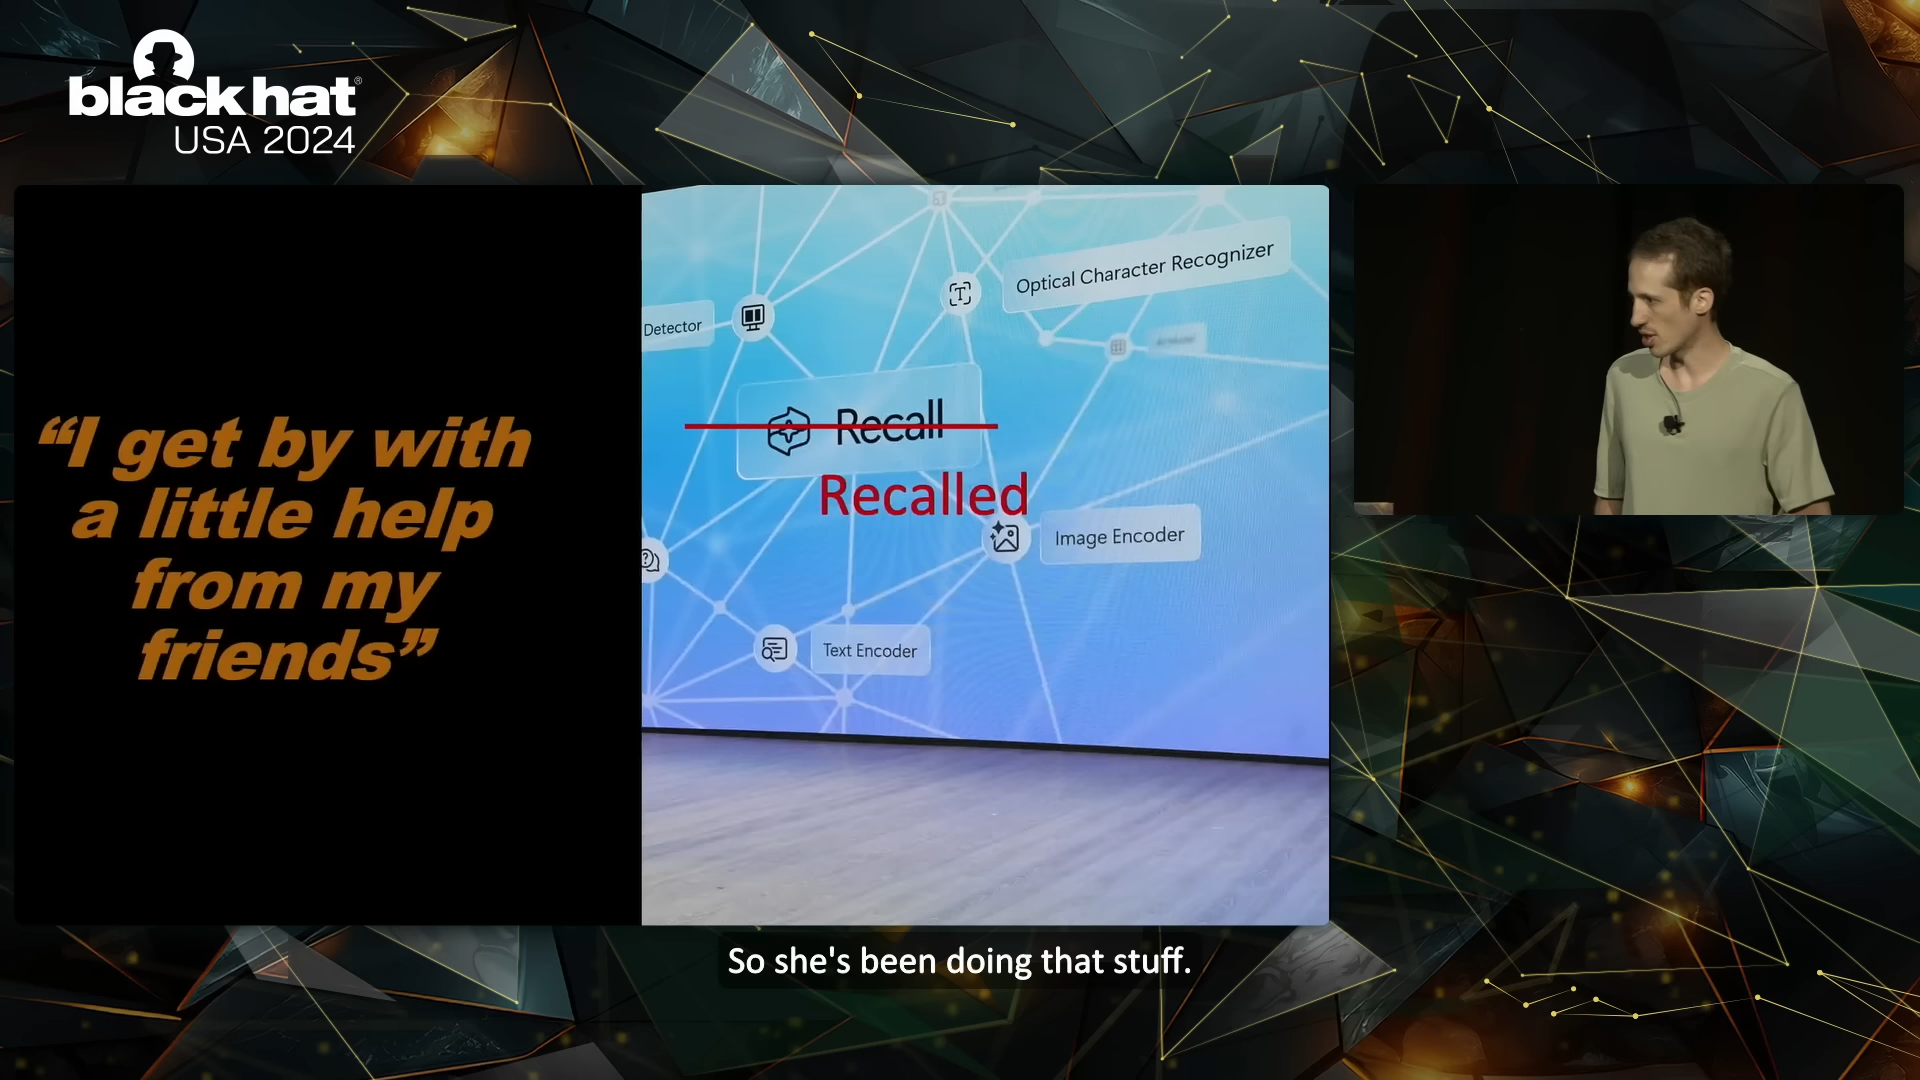 black hat®
USA 2024
“I get by with
a little help
from my
friends”
Optical Character Recognizer
Detector
Recall
Recalled
Image Encoder
Text Encoder
So she's been doing that stuff.